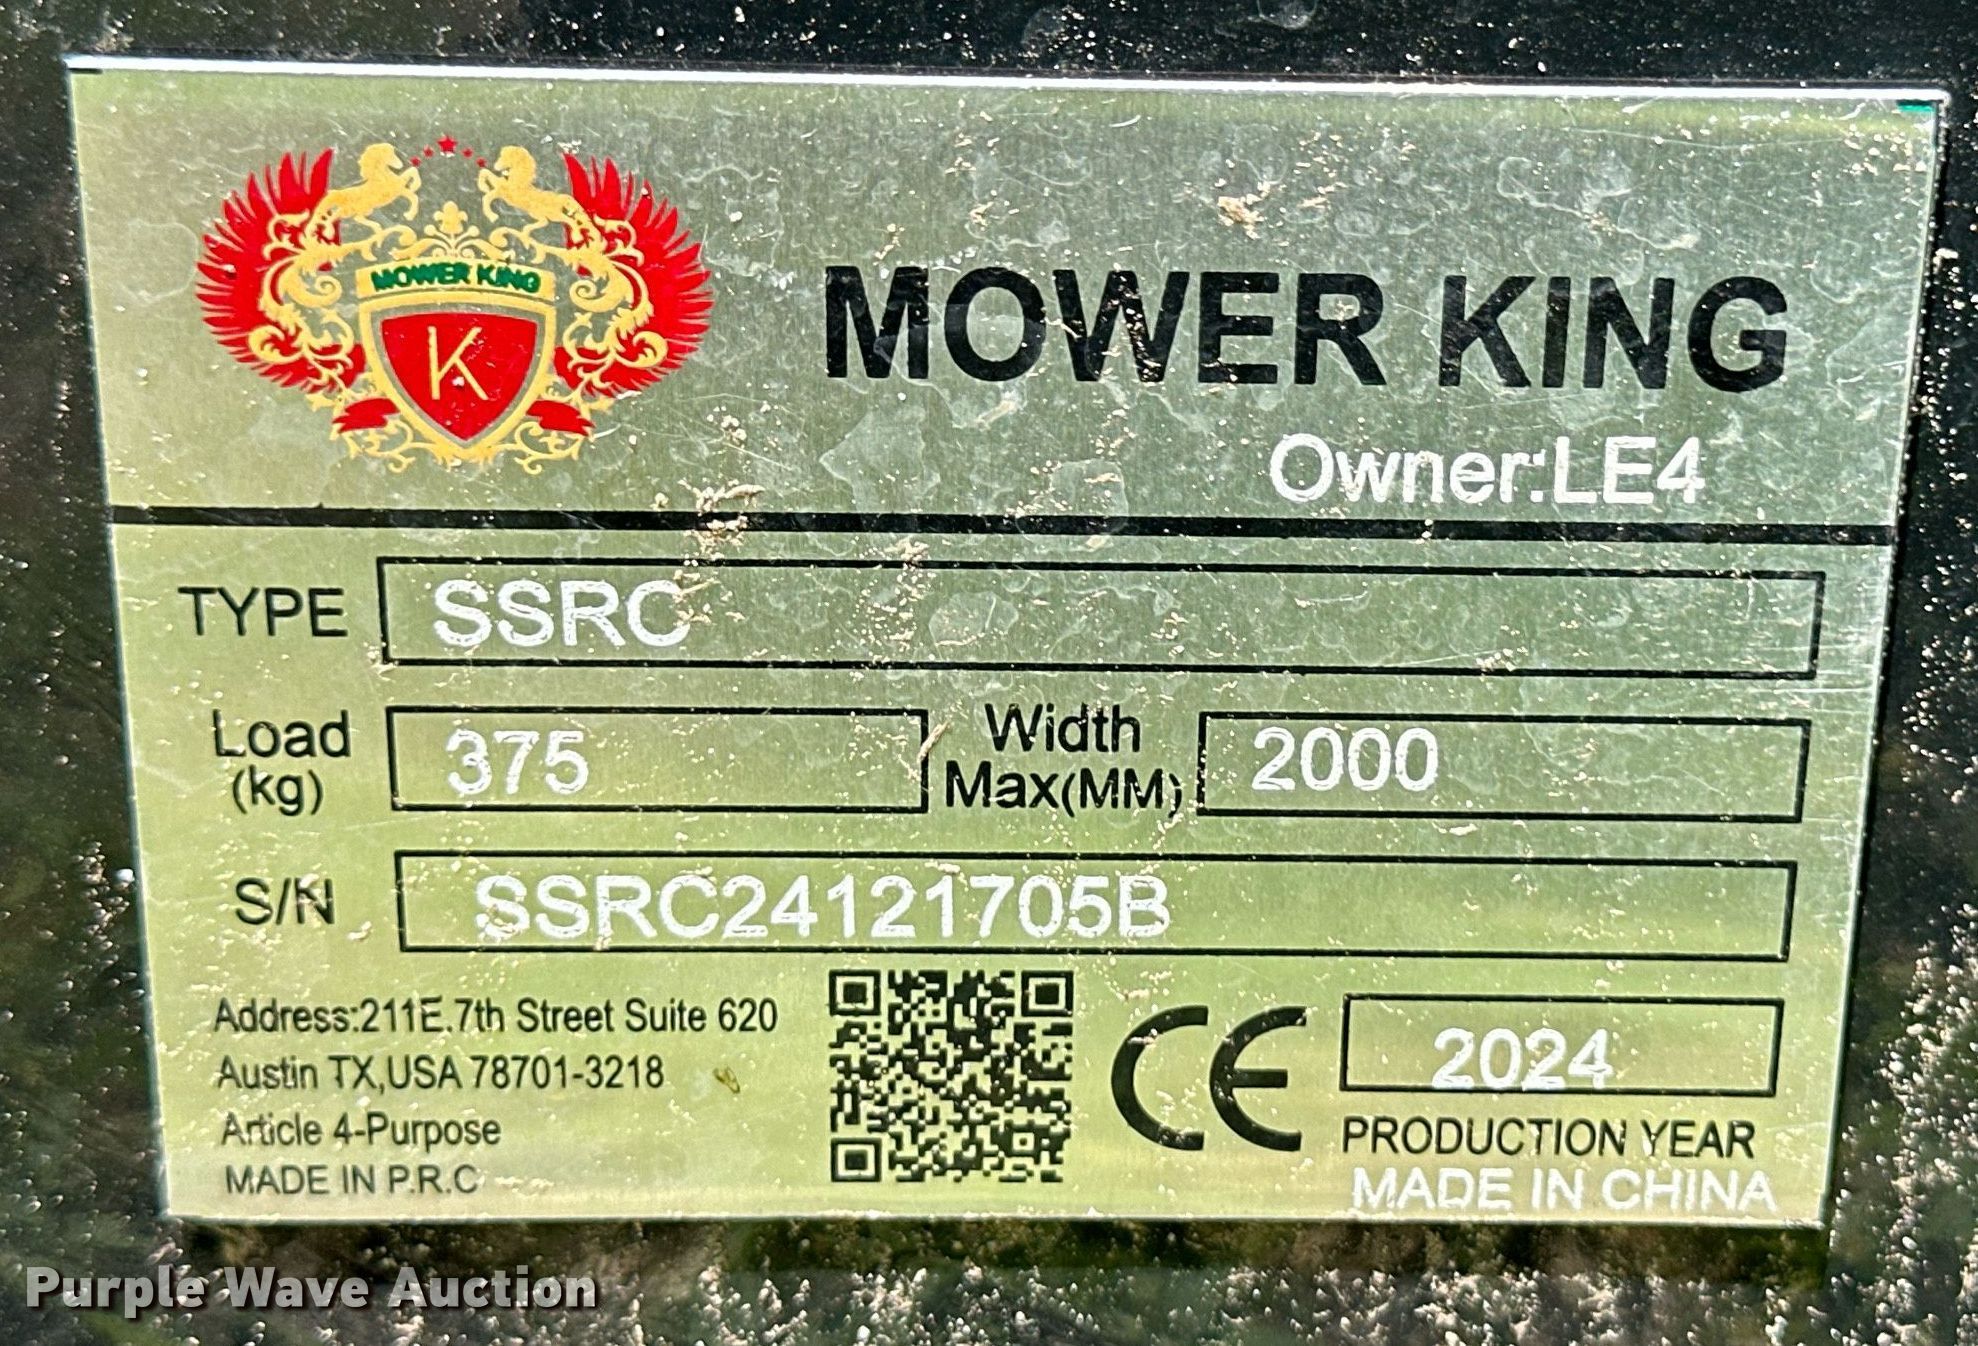 MOWER KING
K
MOWER KING
Owner:LE4
TYPE SSRC
Load (kg) 375 Width Max(MM) 2000
S/N SSRC24121705B
Address:211E.7th Street Suite 620
Austin TX,USA 78701-3218
Article 4-Purpose
MADE IN P.R.C
CE
2024
PRODUCTION YEAR
MADE IN CHINA
Purple Wave Auction